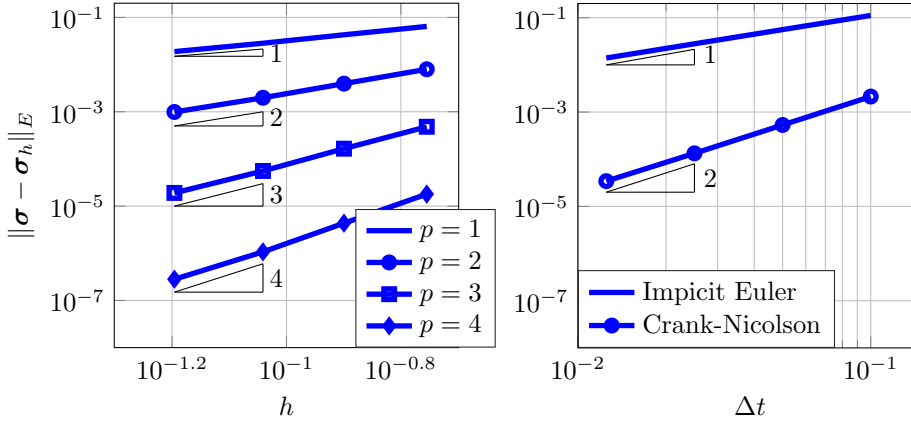 10^{-1}
10^{-3}
10^{-5}
10^{-7}
‖σ − σ_h‖_E
1
2
3
4
p = 1
p = 2
p = 3
p = 4
10^{-1.2}
10^{-1}
10^{-0.8}
h
10^{-1}
10^{-3}
10^{-5}
10^{-7}
1
2
Impicit Euler
Crank-Nicolson
10^{-2}
10^{-1}
Δt